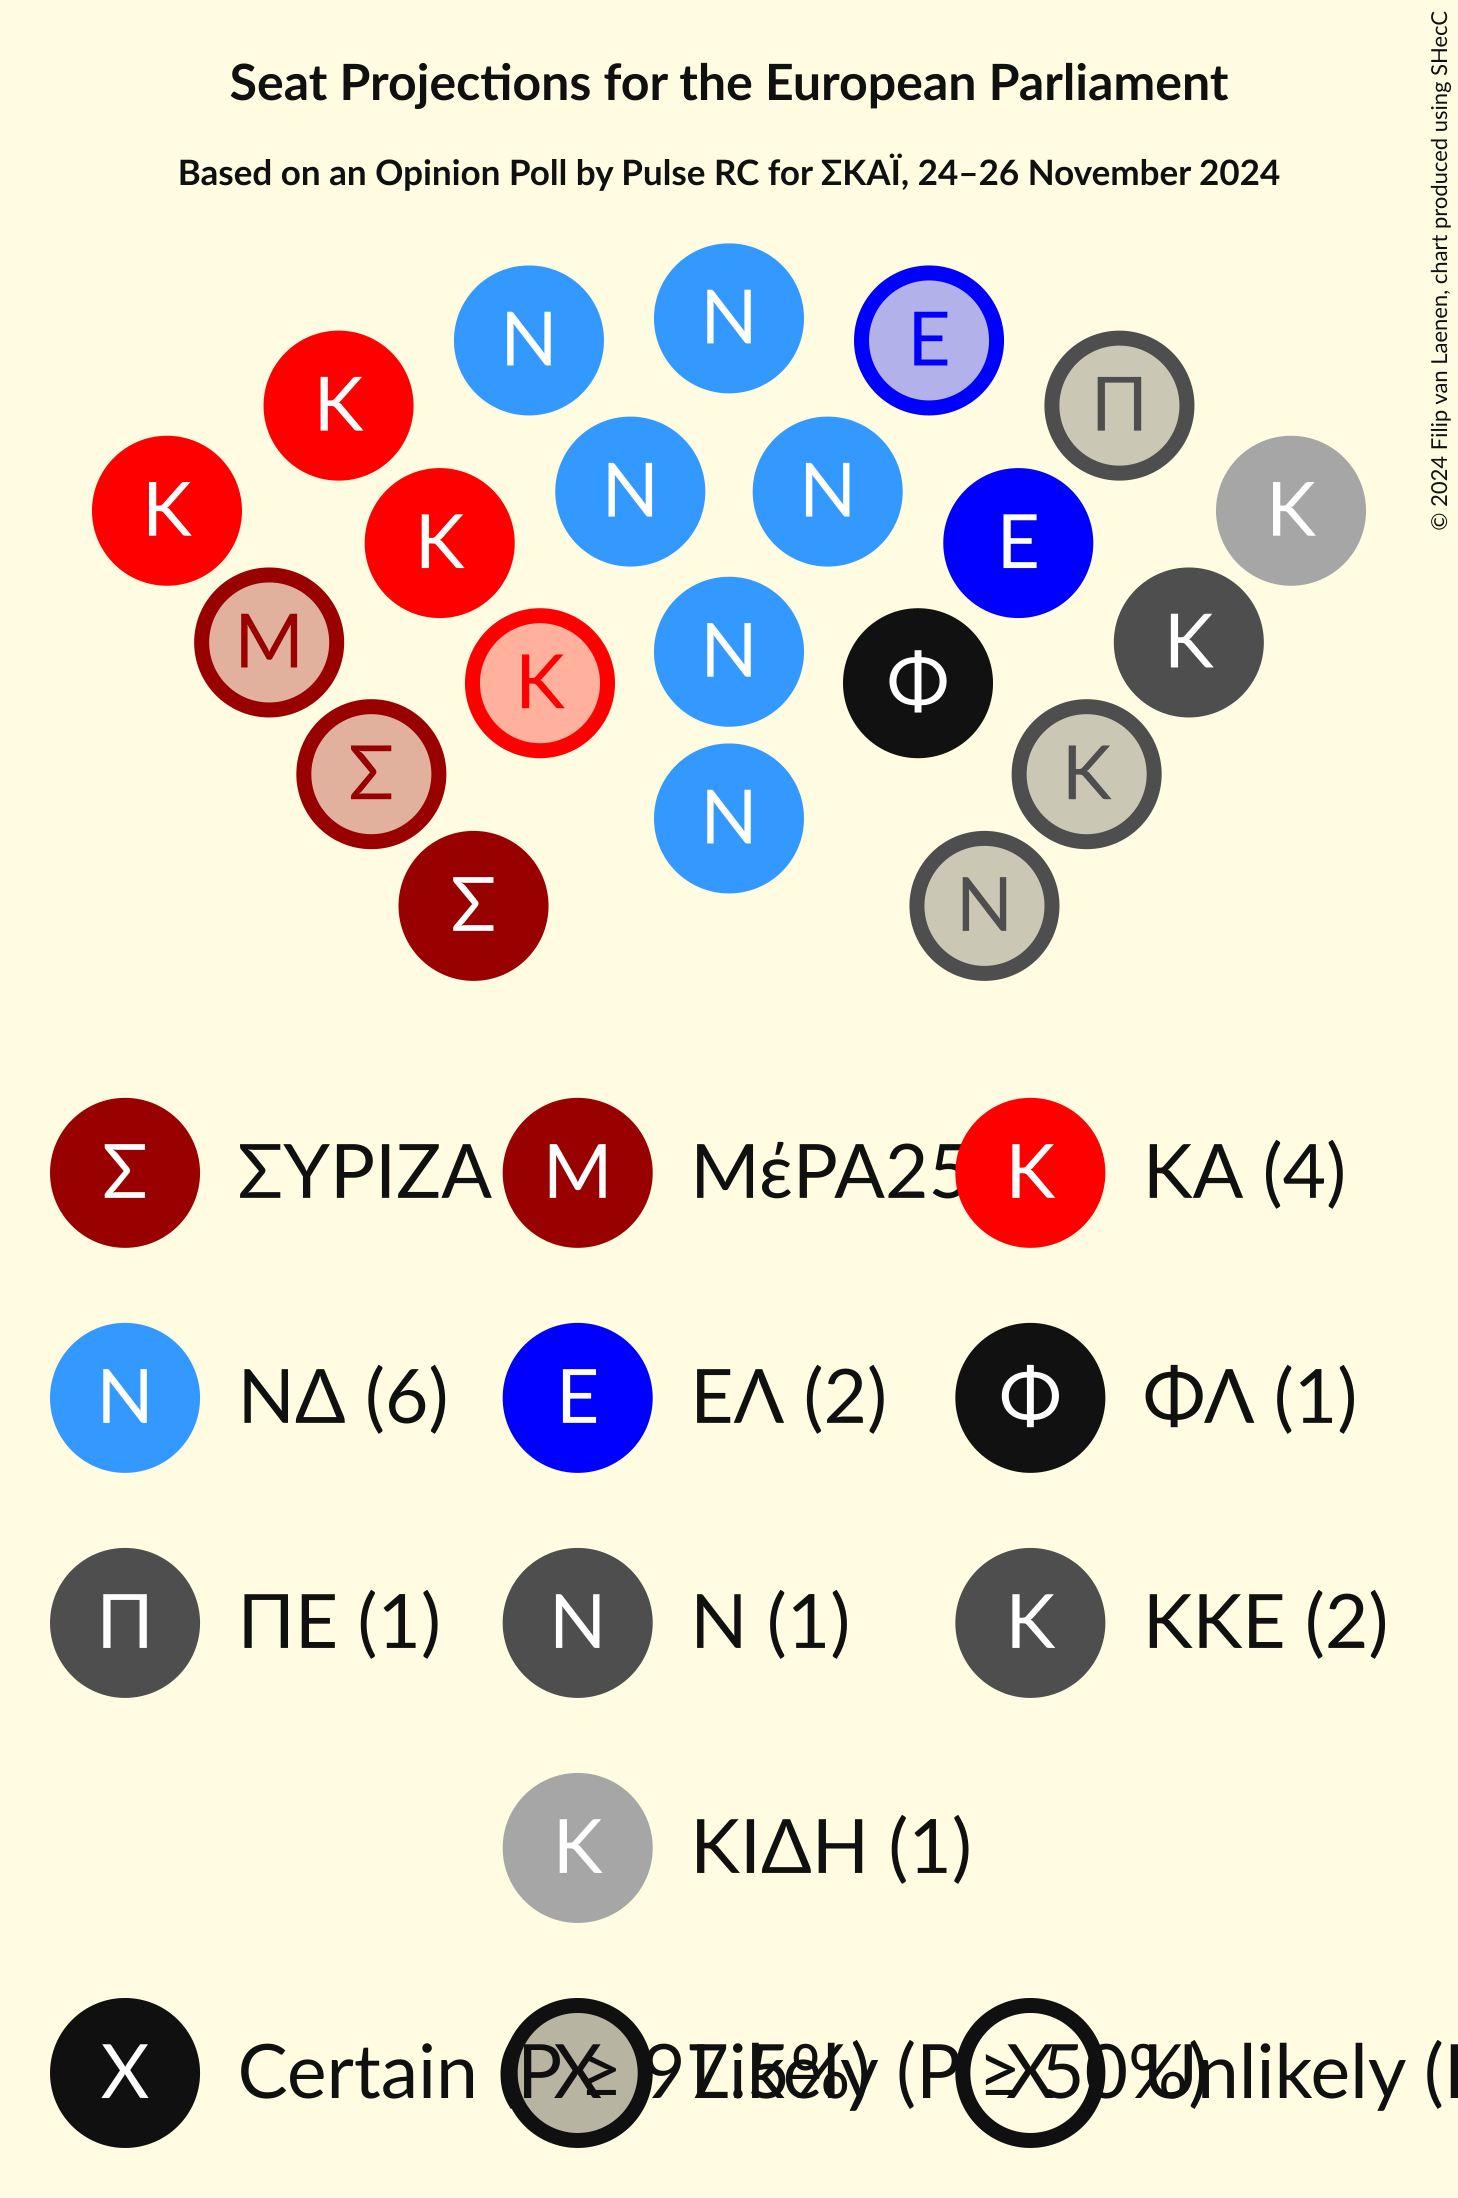 Seat Projections for the European Parliament
Based on an Opinion Poll by Pulse RC for ΣΚΑΪ, 24–26 November 2024
© 2024 Filip van Laenen, chart produced using SHecC
Ν
Ν Ε
Κ Π
Κ Κ
Ν Ν
Κ Ε
Μ Κ
Ν
Κ Φ
Σ Κ
Ν
Σ Ν
Σ ΣΥΡΙΖΑ Μ ΜέΡΑ25 Κ ΚΑ (4)
Ν ΝΔ (6) Ε ΕΛ (2) Φ ΦΛ (1)
Π ΠΕ (1) Ν Ν (1) Κ ΚΚΕ (2)
Κ ΚΙΔΗ (1)
X Certain (P ≥ 97.5%) X Likely (P ≥ 50%) X Unlikely (